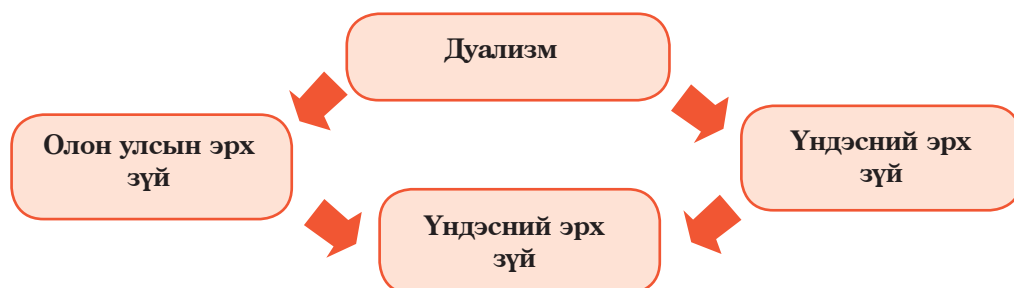 Дуализм
Олон улсын эрх
зүй
Үндэсний эрх
зүй
Үндэсний эрх
зүй